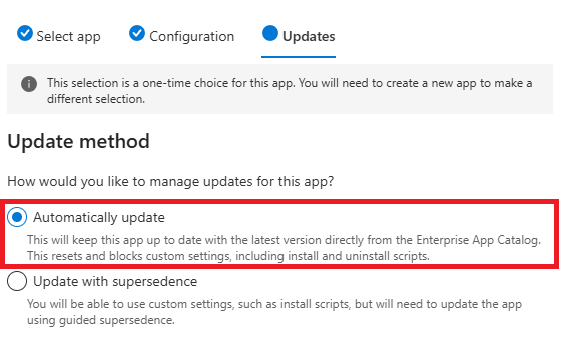 Select app Configuration Updates
This selection is a one-time choice for this app. You will need to create a new app to make a
different selection.
Update method
How would you like to manage updates for this app?
Automatically update
This will keep this app up to date with the latest version directly from the Enterprise App Catalog.
This resets and blocks custom settings, including install and uninstall scripts.
Update with supersedence
You will be able to use custom settings, such as install scripts, but will need to update the app
using guided supersedence.